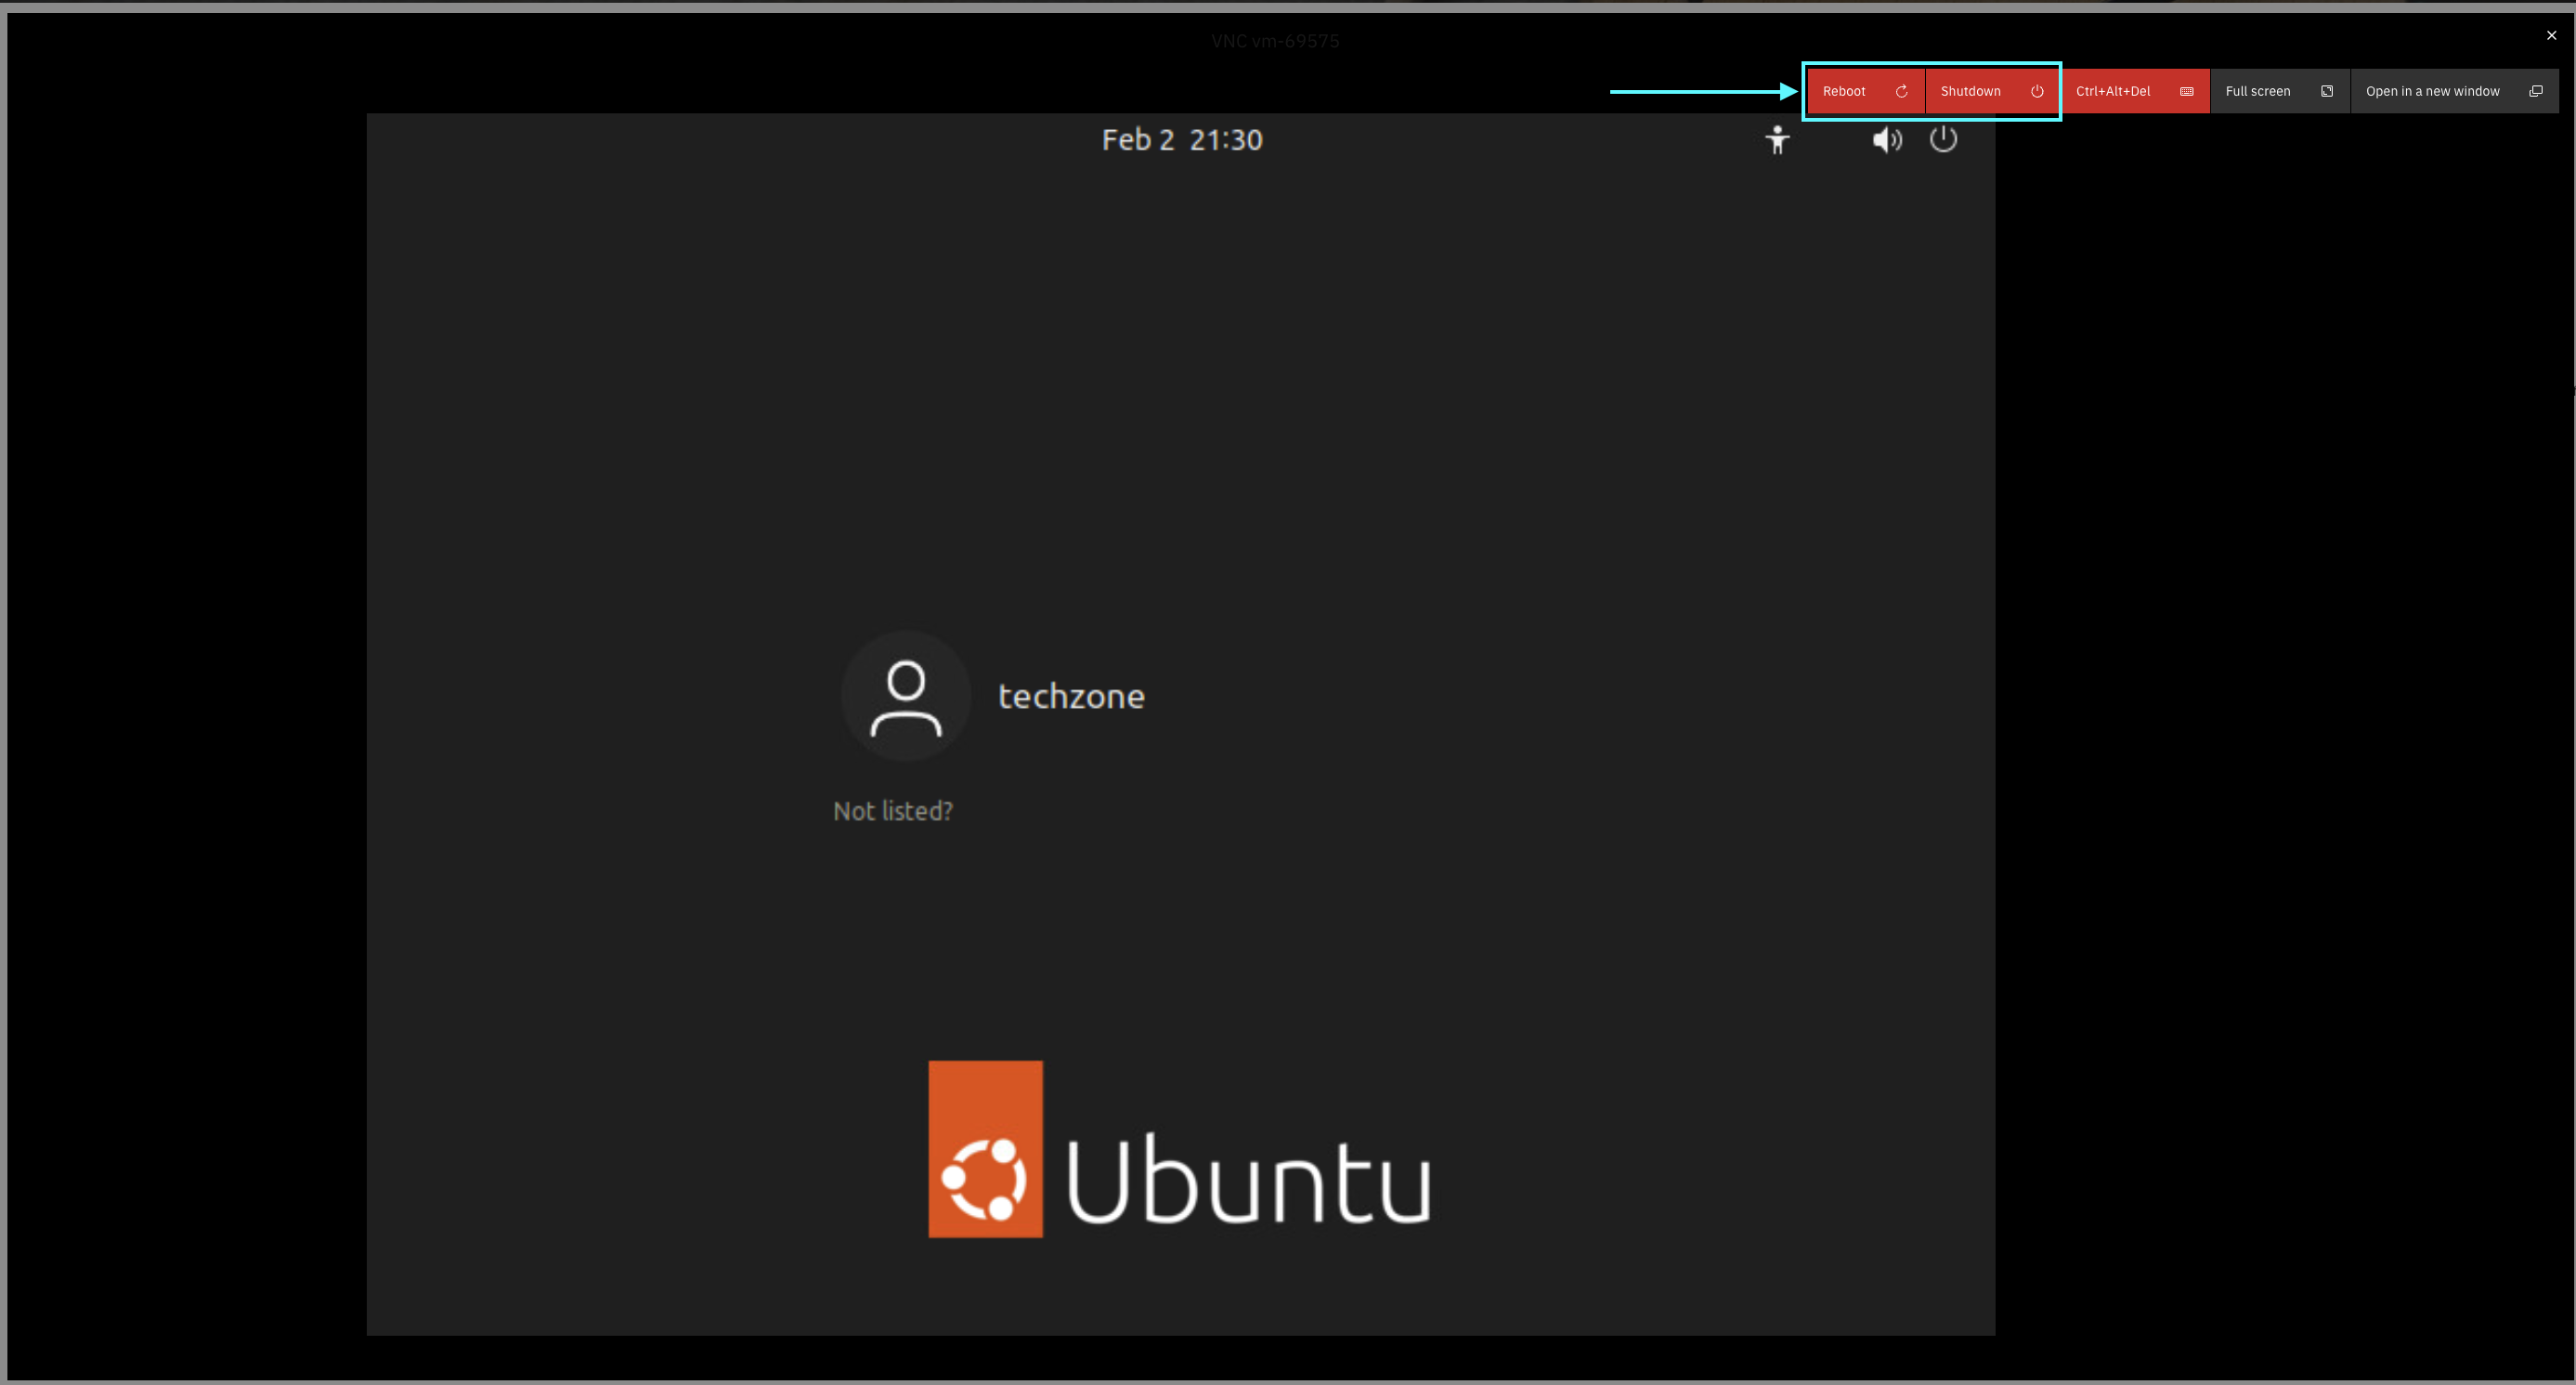 VNC vm-69575
Reboot Shutdown Ctrl+Alt+Del Full screen Open in a new window
Feb 2 21:30
techzone
Not listed?
Ubuntu